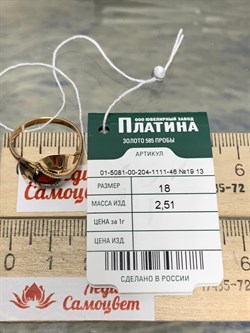 ООО ЮВЕЛИРНЫЙ ЗАВОД
ПЛАТИНА
ЗОЛОТО 585 ПРОБЫ
АРТИКУЛ
01-5081-00-204-1111-46 №19 13
РАЗМЕР 18
МАССА ИЗД. 2,51
ЦЕНА за 1г
ЦЕНА ИЗД.
СДЕЛАНО В РОССИИ
Самоцвет
Самоцвет